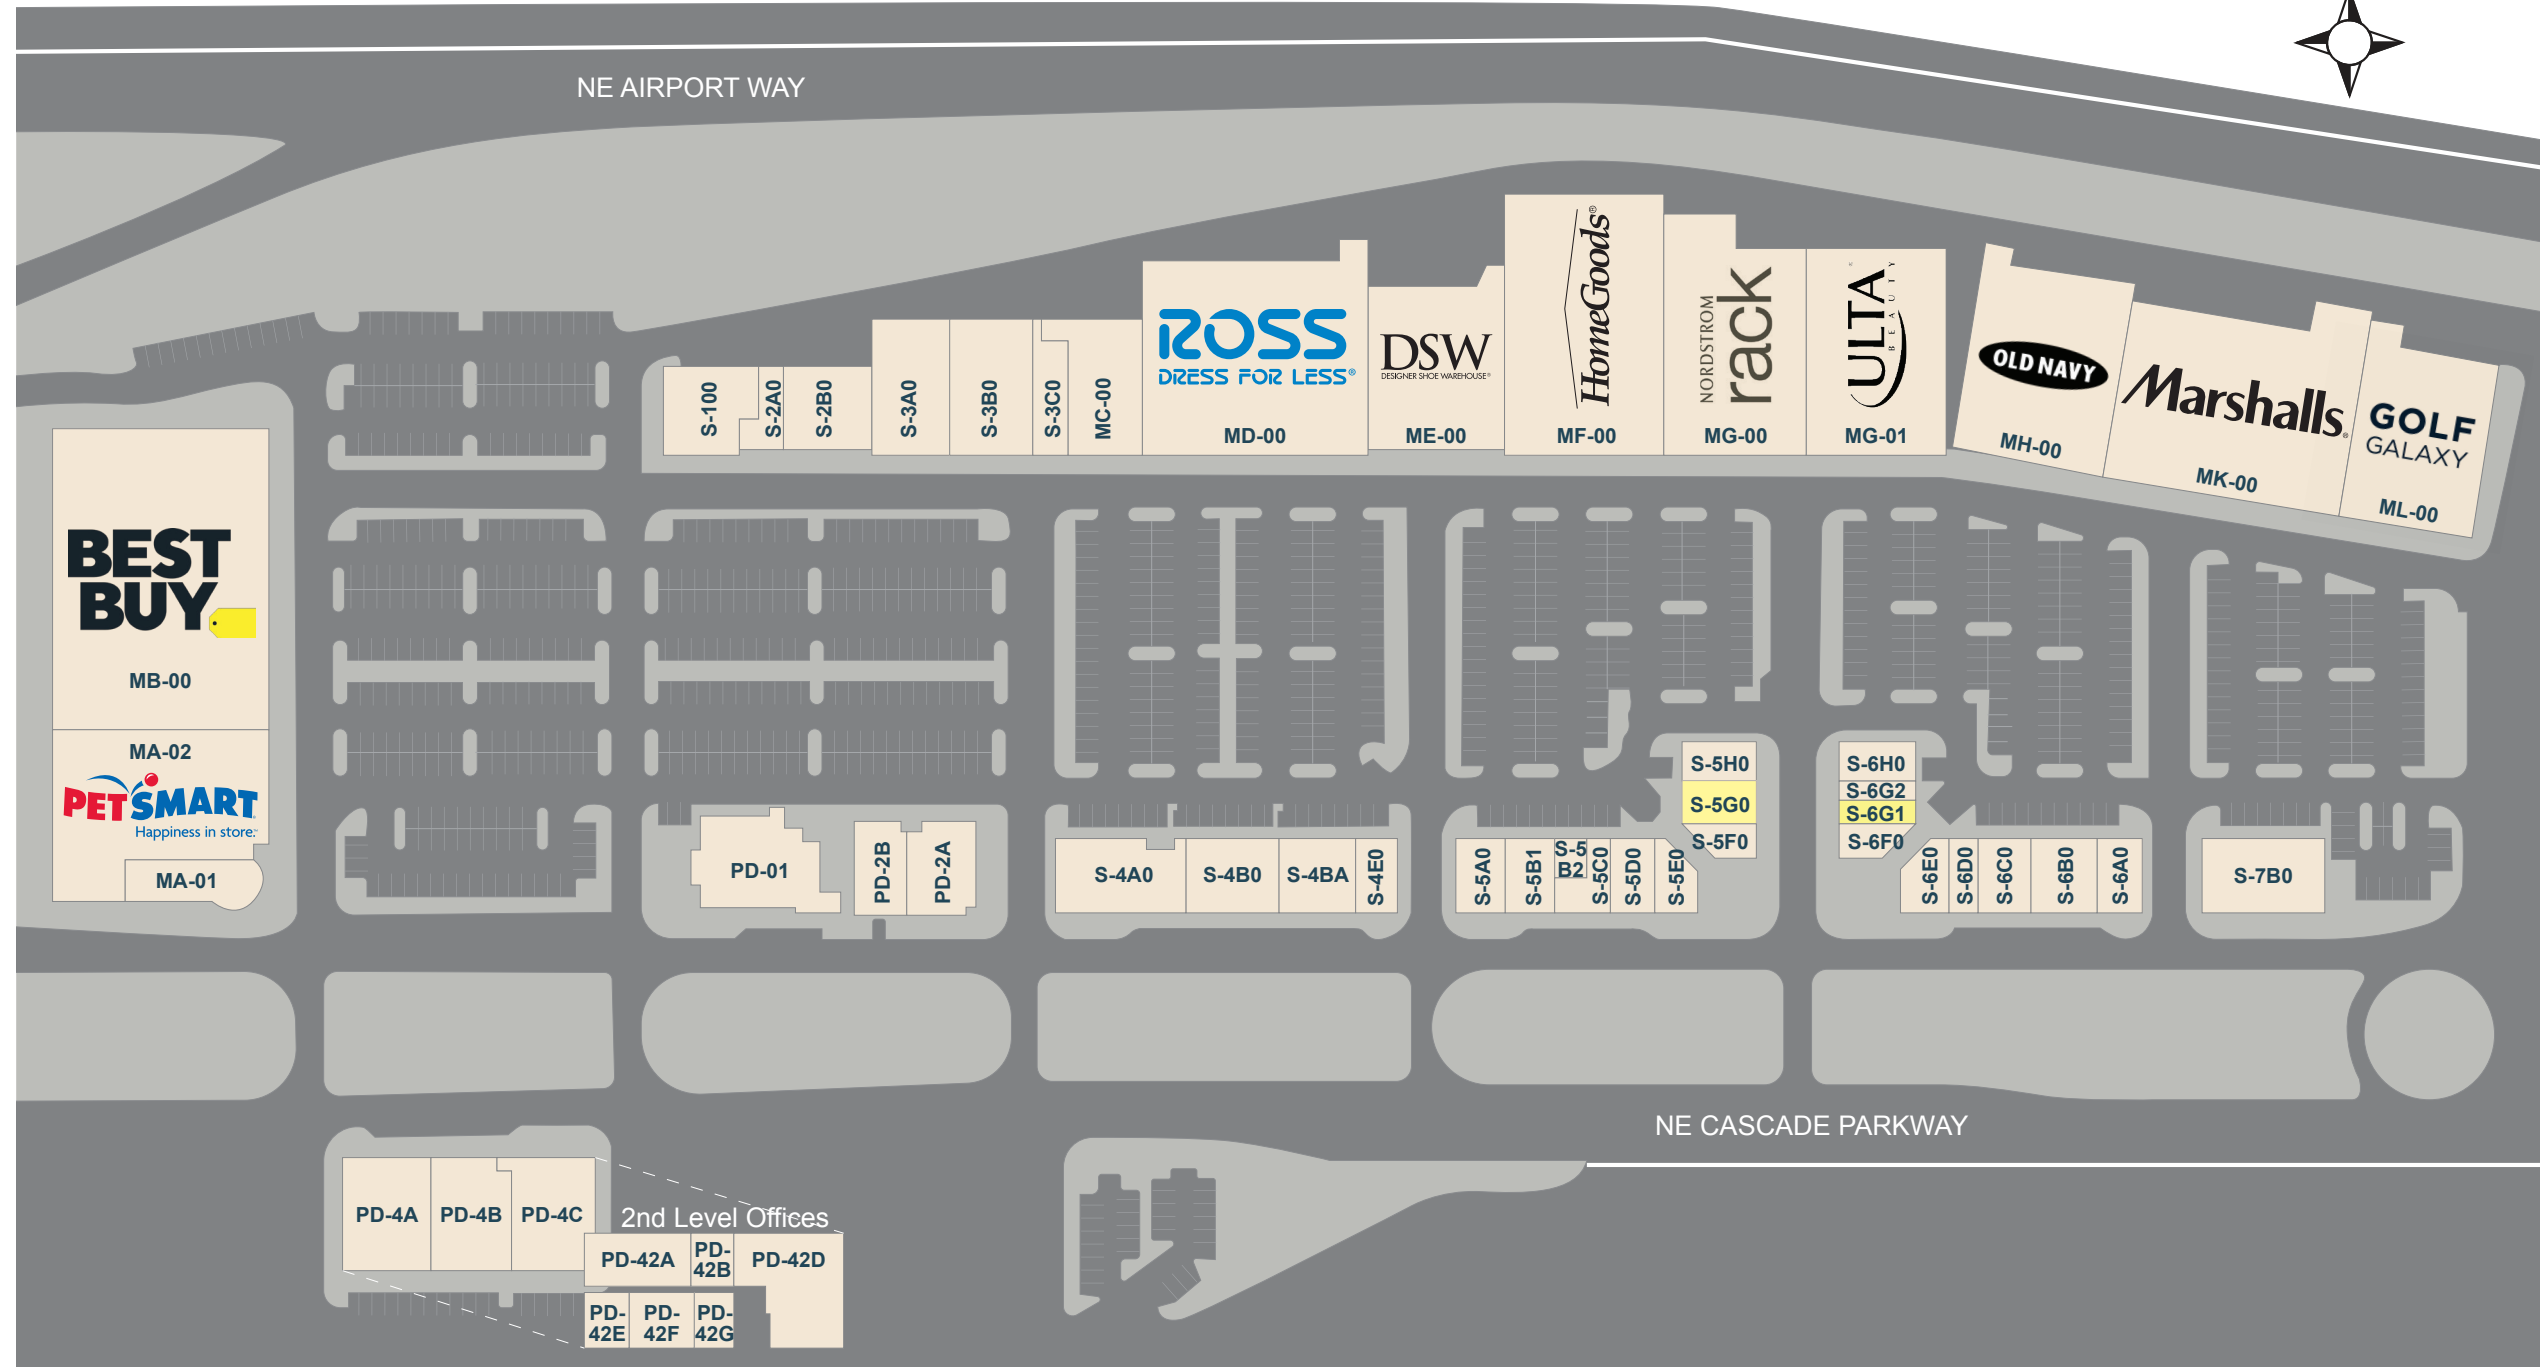 NE AIRPORT WAY
S-100
S-2A0
S-2B0
S-3A0
S-3B0
S-3C0
MC-00
ROSS
DRESS FOR LESS®
MD-00
DSW
DESIGNER SHOE WAREHOUSE®
ME-00
HomeGoods®
MF-00
NORDSTROM
rack
MG-00
ULTA
BEAUTY
MG-01
OLD NAVY
MH-00
Marshalls®
MK-00
GOLF
GALAXY
ML-00
BEST
BUY
MB-00
MA-02
PETSMART
Happiness in store.
MA-01
PD-01
PD-2B
PD-2A
S-4A0
S-4B0
S-4BA
S-4E0
S-5A0
S-5B1
S-5
B2
S-5C0
S-5D0
S-5E0
S-5H0
S-5G0
S-5F0
S-6H0
S-6G2
S-6G1
S-6F0
S-6E0
S-6D0
S-6C0
S-6B0
S-6A0
S-7B0
NE CASCADE PARKWAY
PD-4A
PD-4B
PD-4C
2nd Level Offices
PD-42A
PD-
42B
PD-42D
PD-
42E
PD-
42F
PD-
42G